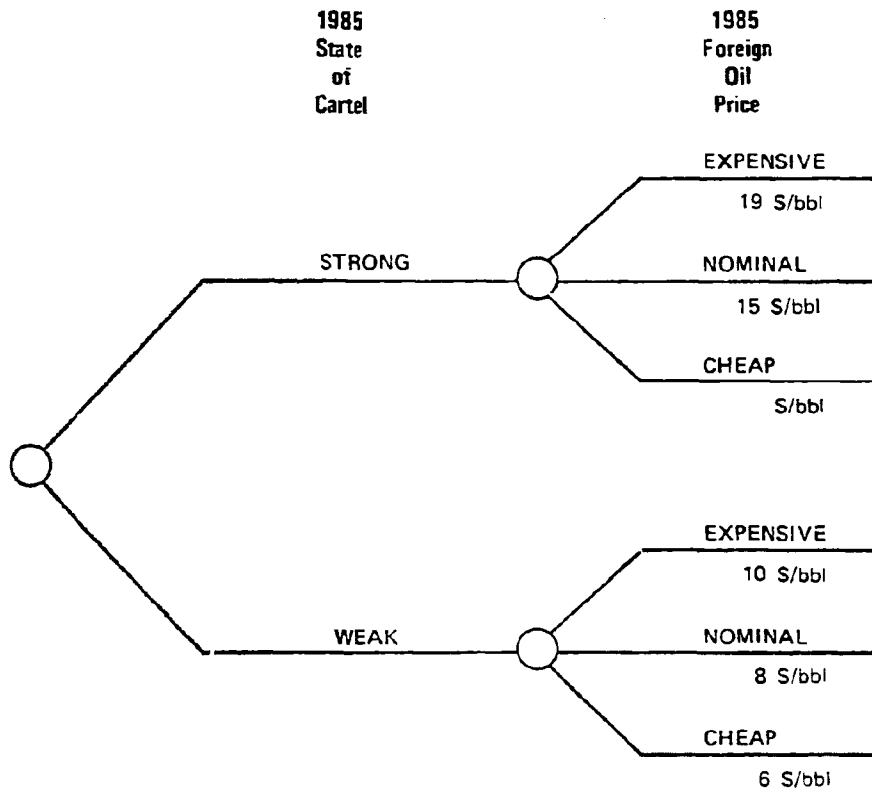 1985
State
of
Cartel
1985
Foreign
Oil
Price
EXPENSIVE
19 S/bbl
STRONG
NOMINAL
15 S/bbl
CHEAP
S/bbl
EXPENSIVE
10 S/bbl
WEAK
NOMINAL
8 S/bbl
CHEAP
6 S/bbl